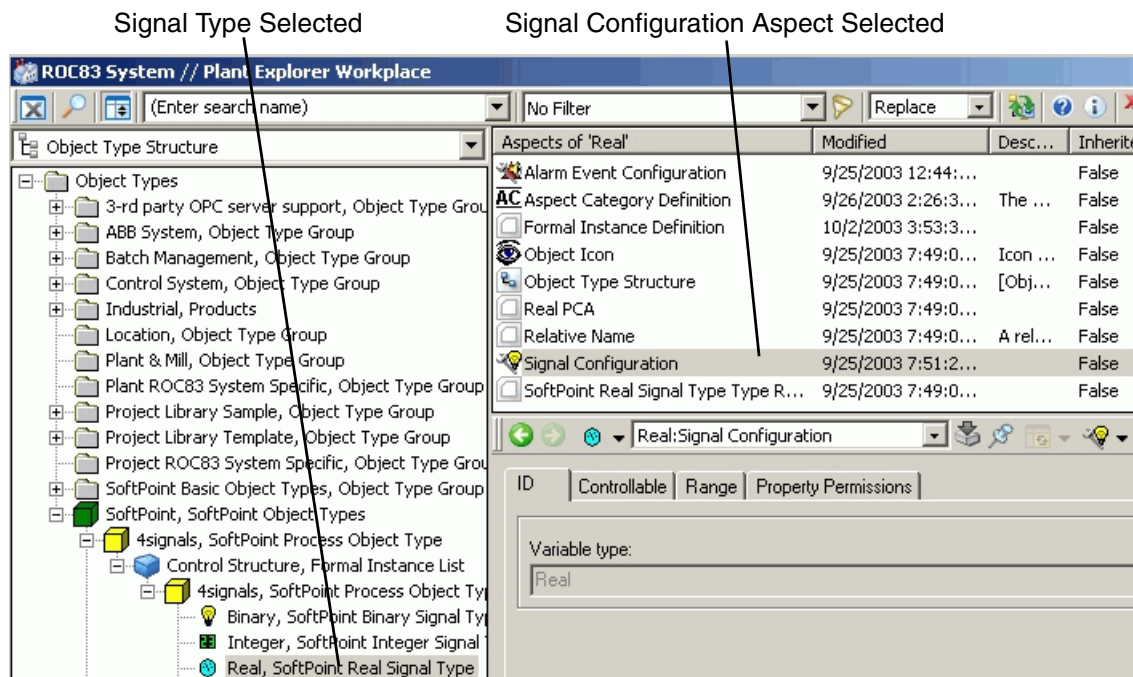 Signal Type Selected
Signal Configuration Aspect Selected
ROC83 System // Plant Explorer Workplace
(Enter search name)
No Filter
Replace
Object Type Structure
Object Types
3-rd party OPC server support, Object Type Grou
ABB System, Object Type Group
Batch Management, Object Type Group
Control System, Object Type Group
Industrial, Products
Location, Object Type Group
Plant & Mill, Object Type Group
Plant ROC83 System Specific, Object Type Group
Project Library Sample, Object Type Group
Project Library Template, Object Type Group
Project ROC83 System Specific, Object Type Grou
SoftPoint Basic Object Types, Object Type Group
SoftPoint, SoftPoint Object Types
4signals, SoftPoint Process Object Type
Control Structure, Formal Instance List
4signals, SoftPoint Process Object Typ
Binary, SoftPoint Binary Signal Typ
Integer, SoftPoint Integer Signal T
Real, SoftPoint Real Signal Type
Aspects of 'Real' Modified Desc... Inherite
Alarm Event Configuration 9/25/2003 12:44:... False
AC Aspect Category Definition 9/26/2003 2:26:3... The ... False
Formal Instance Definition 10/2/2003 3:53:3... False
Object Icon 9/25/2003 7:49:0... Icon ... False
Object Type Structure 9/25/2003 7:49:0... [Obj... False
Real PCA 9/25/2003 7:49:0... False
Relative Name 9/25/2003 7:49:0... A rel... False
Signal Configuration 9/25/2003 7:51:2... False
SoftPoint Real Signal Type Type R... 9/25/2003 7:49:0... False
Real:Signal Configuration
ID Controllable Range Property Permissions
Variable type:
Real